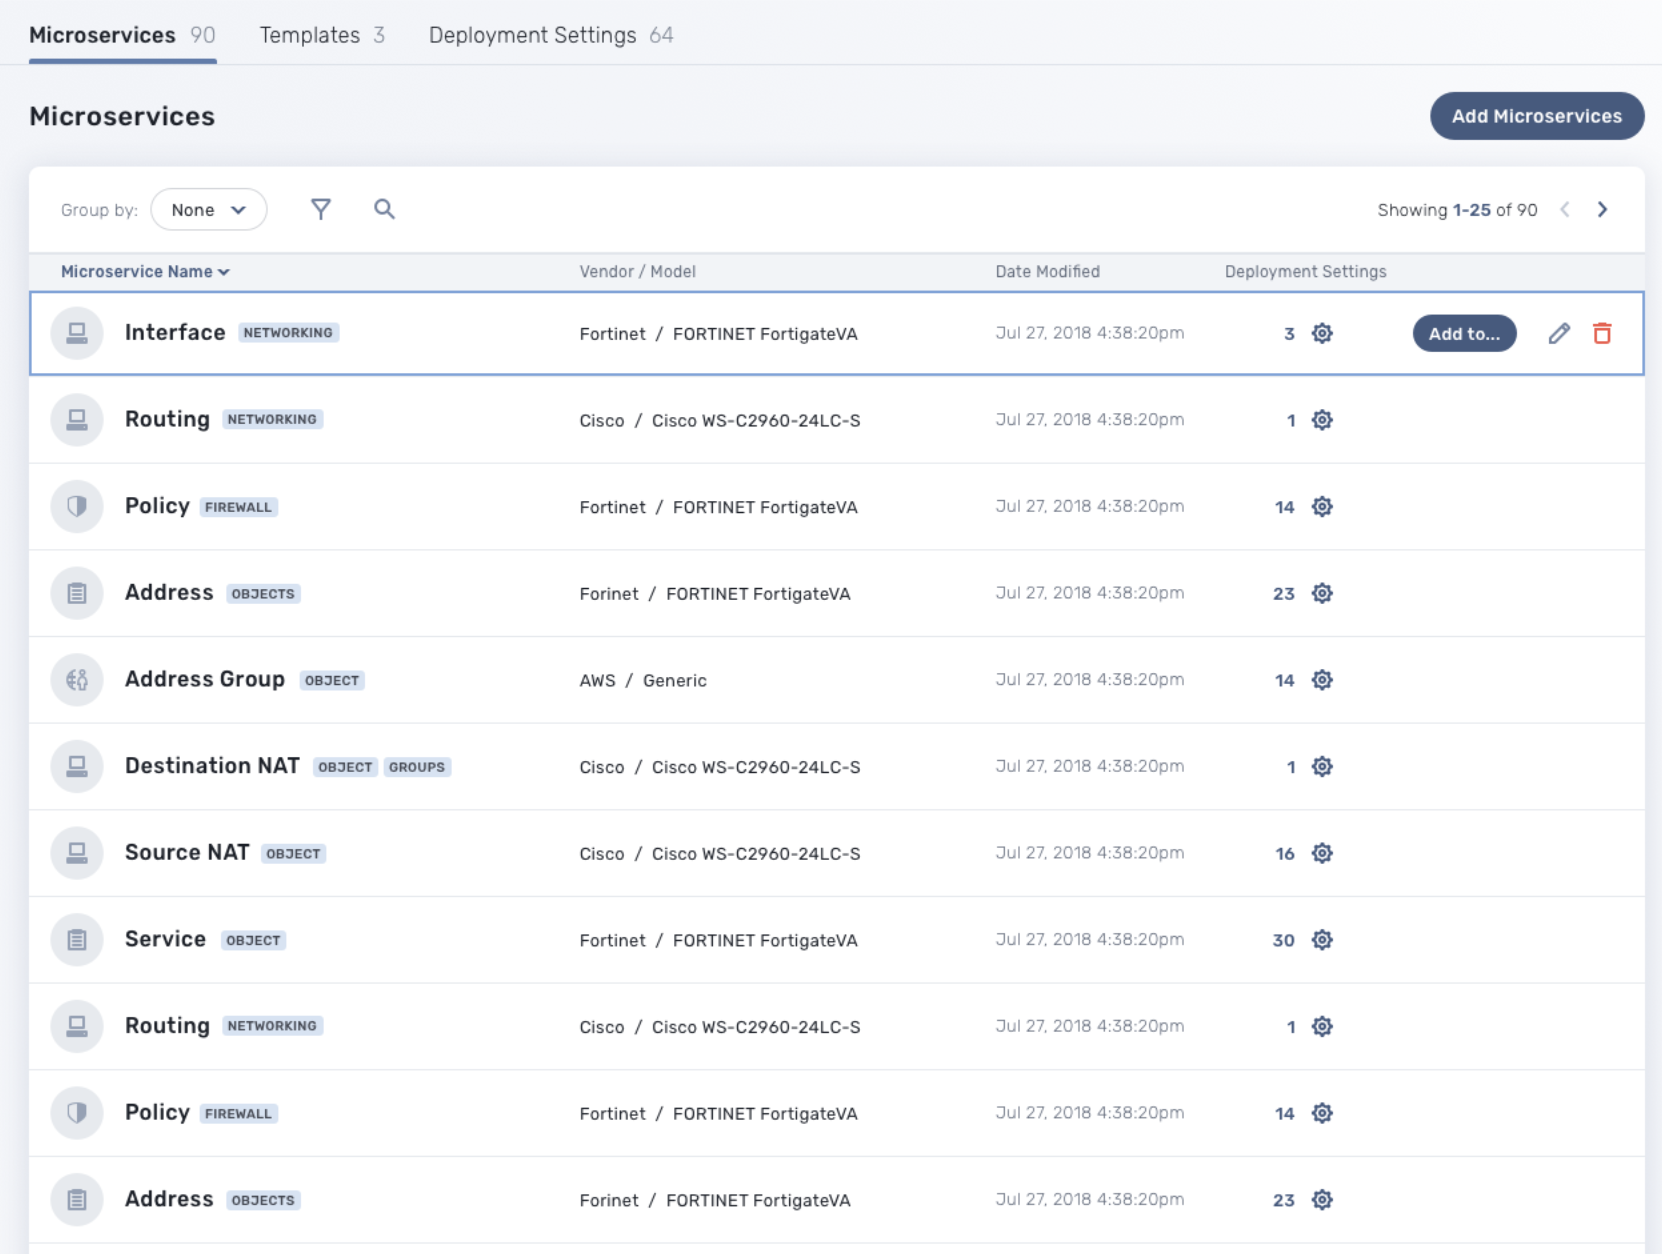 Microservices 90 Templates 3 Deployment Settings 64
Microservices Add Microservices
Group by: None Showing 1-25 of 90
Microservice Name Vendor / Model Date Modified Deployment Settings
Interface NETWORKING Fortinet / FORTINET FortigateVA Jul 27, 2018 4:38:20pm 3 Add to...
Routing NETWORKING Cisco / Cisco WS-C2960-24LC-S Jul 27, 2018 4:38:20pm 1
Policy FIREWALL Fortinet / FORTINET FortigateVA Jul 27, 2018 4:38:20pm 14
Address OBJECTS Forinet / FORTINET FortigateVA Jul 27, 2018 4:38:20pm 23
Address Group OBJECT AWS / Generic Jul 27, 2018 4:38:20pm 14
Destination NAT OBJECT GROUPS Cisco / Cisco WS-C2960-24LC-S Jul 27, 2018 4:38:20pm 1
Source NAT OBJECT Cisco / Cisco WS-C2960-24LC-S Jul 27, 2018 4:38:20pm 16
Service OBJECT Fortinet / FORTINET FortigateVA Jul 27, 2018 4:38:20pm 30
Routing NETWORKING Cisco / Cisco WS-C2960-24LC-S Jul 27, 2018 4:38:20pm 1
Policy FIREWALL Fortinet / FORTINET FortigateVA Jul 27, 2018 4:38:20pm 14
Address OBJECTS Forinet / FORTINET FortigateVA Jul 27, 2018 4:38:20pm 23